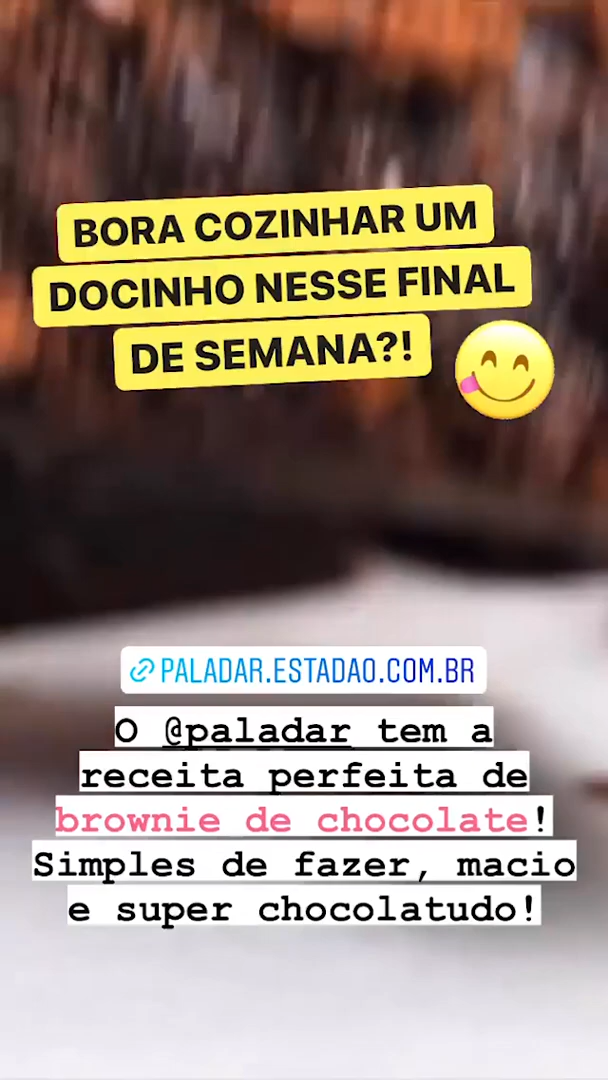 BORA COZINHAR UM
DOCINHO NESSE FINAL
DE SEMANA?!
PALADAR.ESTADAO.COM.BR
O @paladar tem a
receita perfeita de
brownie de chocolate!
Simples de fazer, macio
e super chocolatudo!